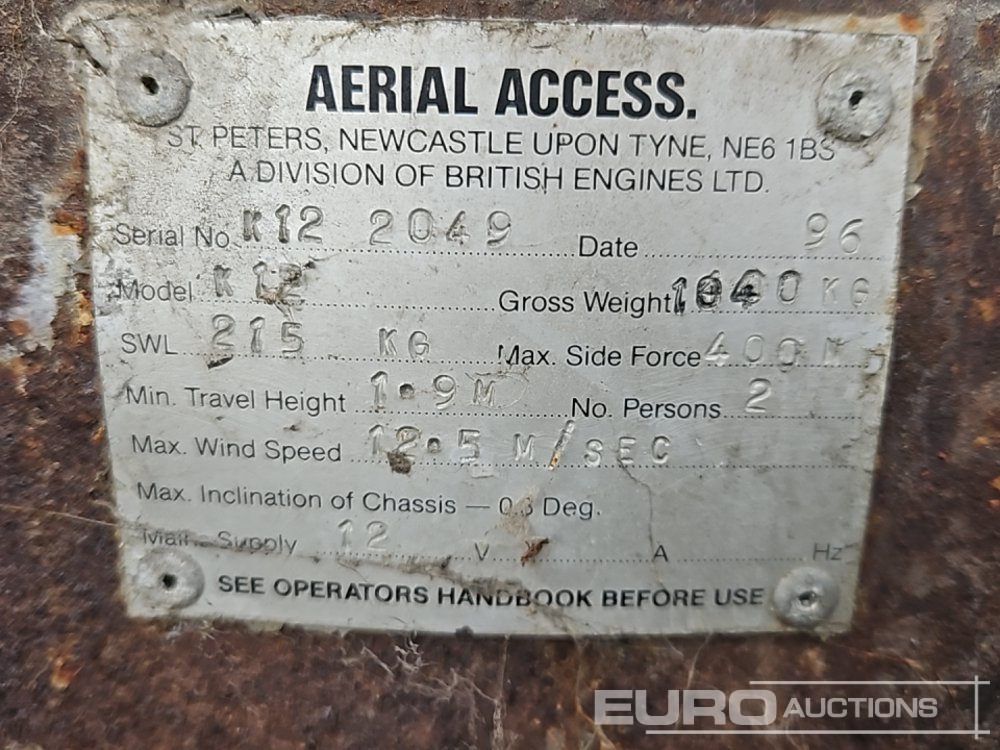 AERIAL ACCESS.
ST. PETERS, NEWCASTLE UPON TYNE, NE6 1BS
A DIVISION OF BRITISH ENGINES LTD.
Serial No. K12 2049 Date 96
Model K12 Gross Weight KG
SWL 215 KG Max. Side Force 400 N
Min. Travel Height 1.9M No. Persons 2
Max. Wind Speed 12.5 M/SEC
Max. Inclination of Chassis — 0.3 Deg.
Main Supply 12 V A Hz
SEE OPERATORS HANDBOOK BEFORE USE
EURO AUCTIONS